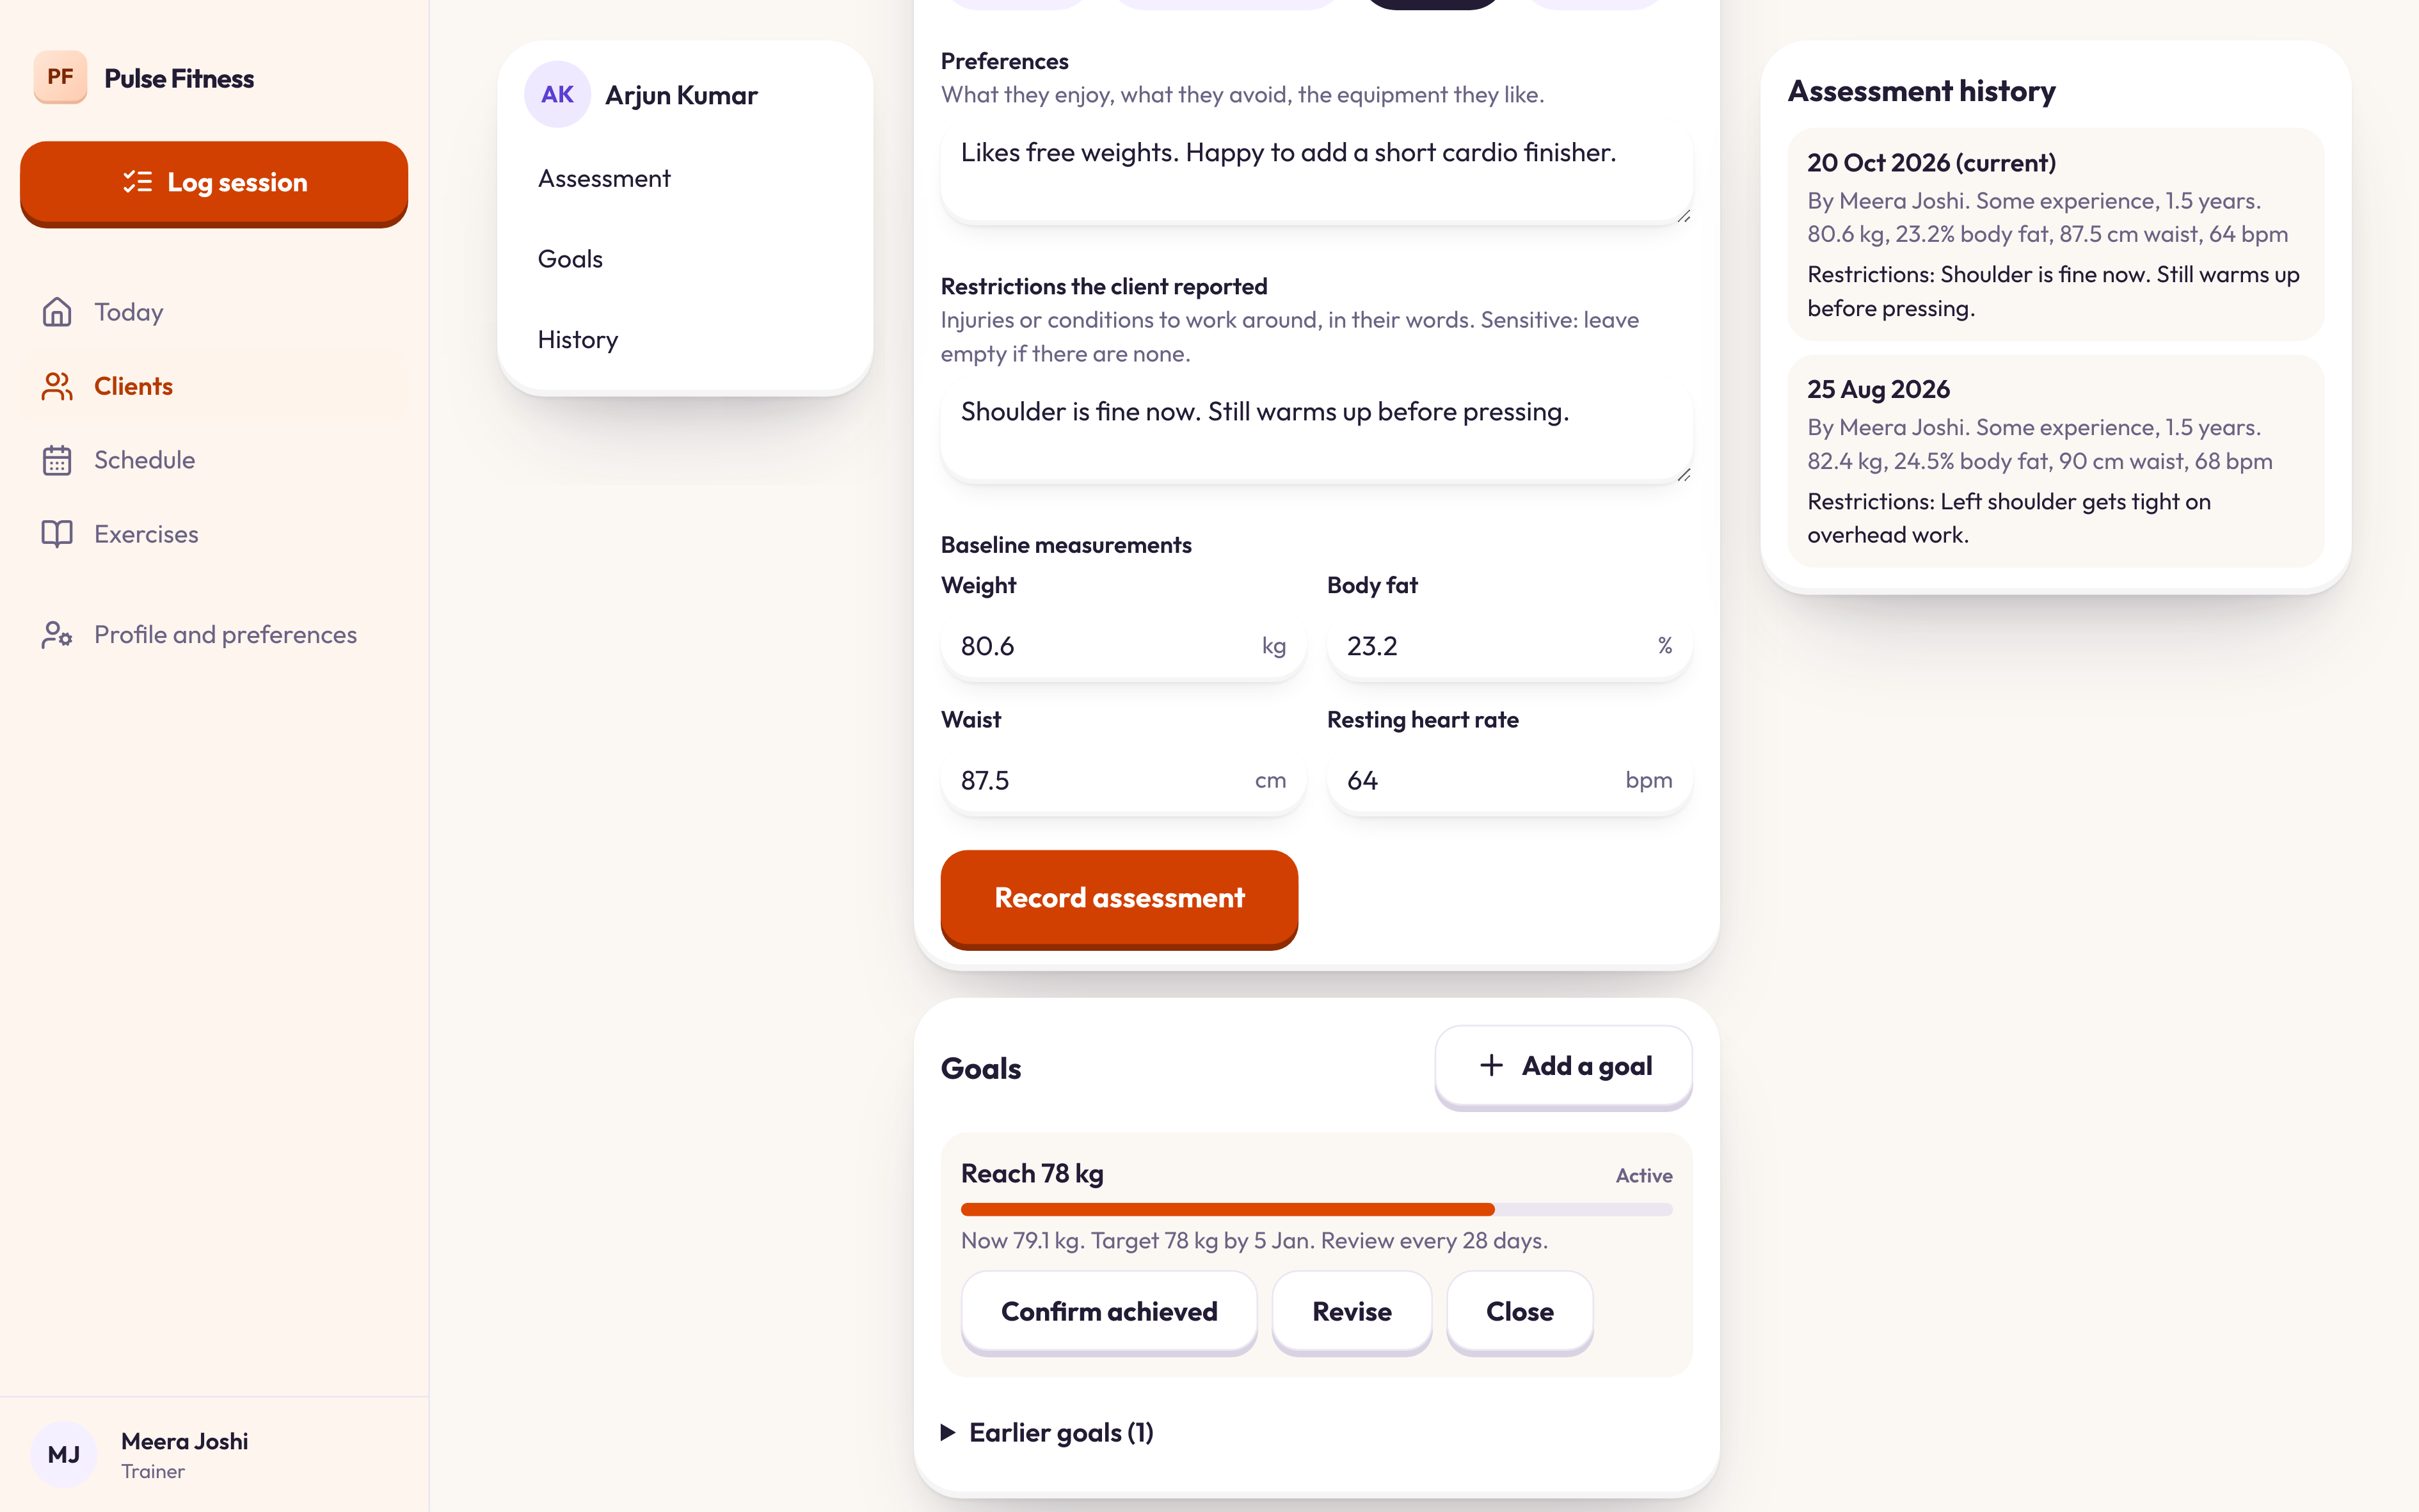 PF
Pulse Fitness
Log session
Today
Clients
Schedule
Exercises
Profile and preferences
MJ
Meera Joshi
Trainer
AK
Arjun Kumar
Assessment
Goals
History
Preferences
What they enjoy, what they avoid, the equipment they like.
Likes free weights. Happy to add a short cardio finisher.
Restrictions the client reported
Injuries or conditions to work around, in their words. Sensitive: leave
empty if there are none.
Shoulder is fine now. Still warms up before pressing.
Baseline measurements
Weight
80.6 kg
Body fat
23.2 %
Waist
87.5 cm
Resting heart rate
64 bpm
Record assessment
Goals
Add a goal
Reach 78 kg
Active
Now 79.1 kg. Target 78 kg by 5 Jan. Review every 28 days.
Confirm achieved
Revise
Close
Earlier goals (1)
Assessment history
20 Oct 2026 (current)
By Meera Joshi. Some experience, 1.5 years.
80.6 kg, 23.2% body fat, 87.5 cm waist, 64 bpm
Restrictions: Shoulder is fine now. Still warms up
before pressing.
25 Aug 2026
By Meera Joshi. Some experience, 1.5 years.
82.4 kg, 24.5% body fat, 90 cm waist, 68 bpm
Restrictions: Left shoulder gets tight on
overhead work.